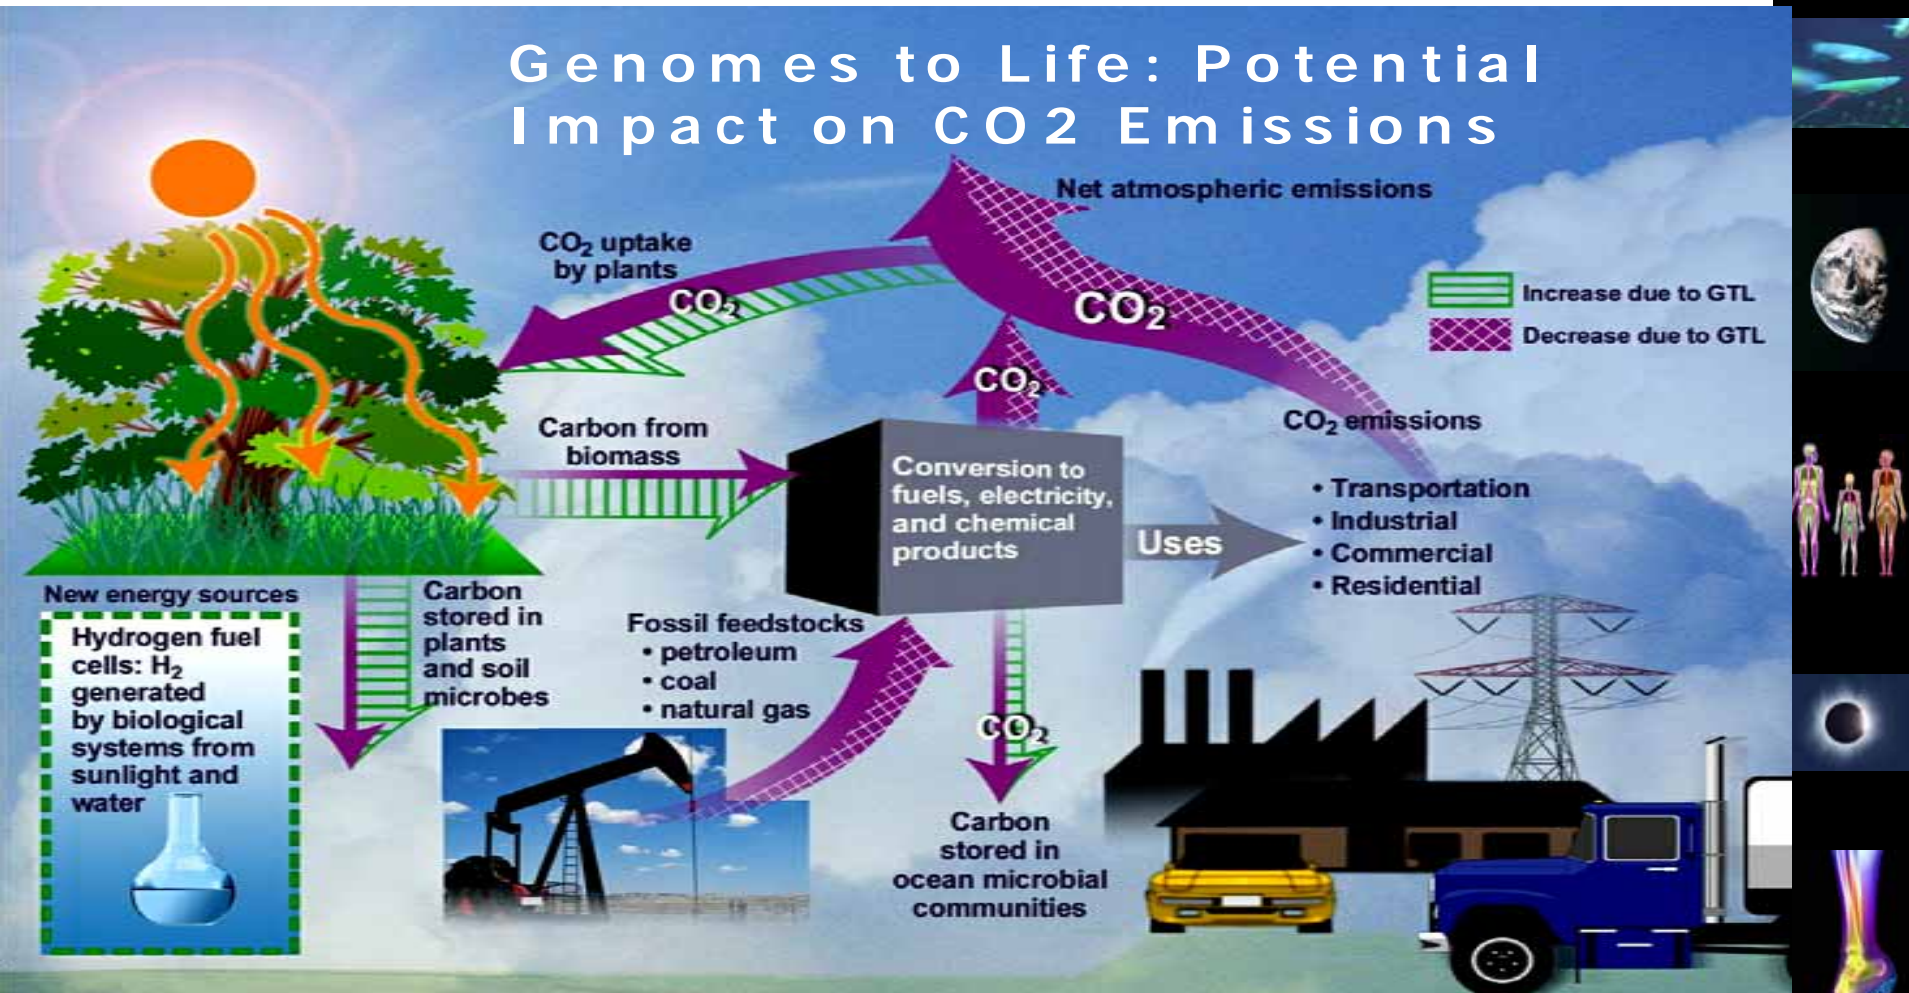 Genomes to Life: Potential
Impact on CO2 Emissions
Net atmospheric emissions
CO₂ uptake
by plants
CO₂
CO₂
Increase due to GTL
Decrease due to GTL
CO₂
CO₂ emissions
Carbon from
biomass
Conversion to
fuels, electricity,
and chemical
products
Uses
• Transportation
• Industrial
• Commercial
• Residential
New energy sources
Hydrogen fuel
cells: H₂
generated
by biological
systems from
sunlight and
water
Carbon
stored in
plants
and soil
microbes
Fossil feedstocks
• petroleum
• coal
• natural gas
CO₂
Carbon
stored in
ocean microbial
communities